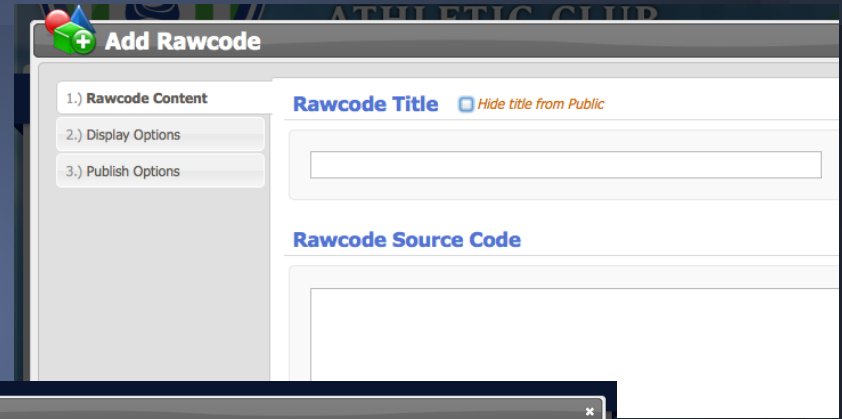 ATHLETIC CLUB
Add Rawcode
1.) Rawcode Content
2.) Display Options
3.) Publish Options
Rawcode Title Hide title from Public
Rawcode Source Code